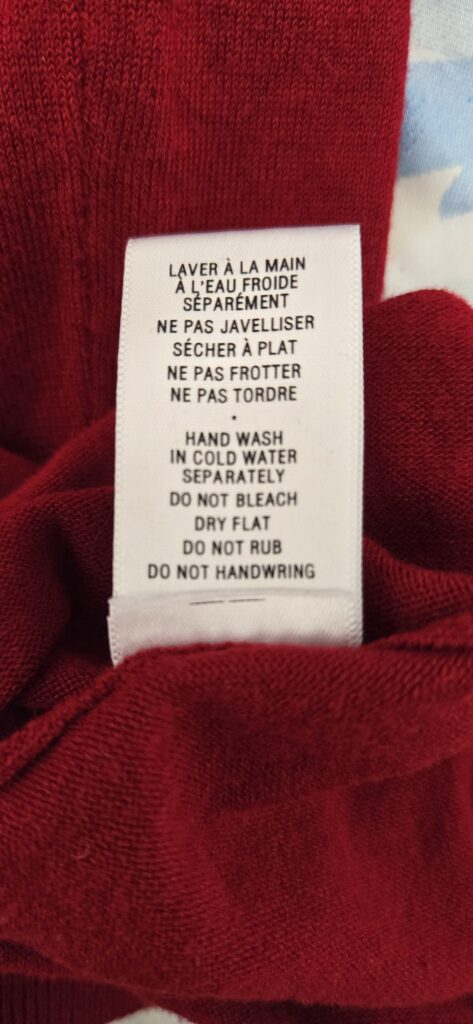 LAVER À LA MAIN
À L'EAU FROIDE
SÉPARÉMENT
NE PAS JAVELLISER
SÉCHER À PLAT
NE PAS FROTTER
NE PAS TORDRE
•
HAND WASH
IN COLD WATER
SEPARATELY
DO NOT BLEACH
DRY FLAT
DO NOT RUB
DO NOT HANDWRING